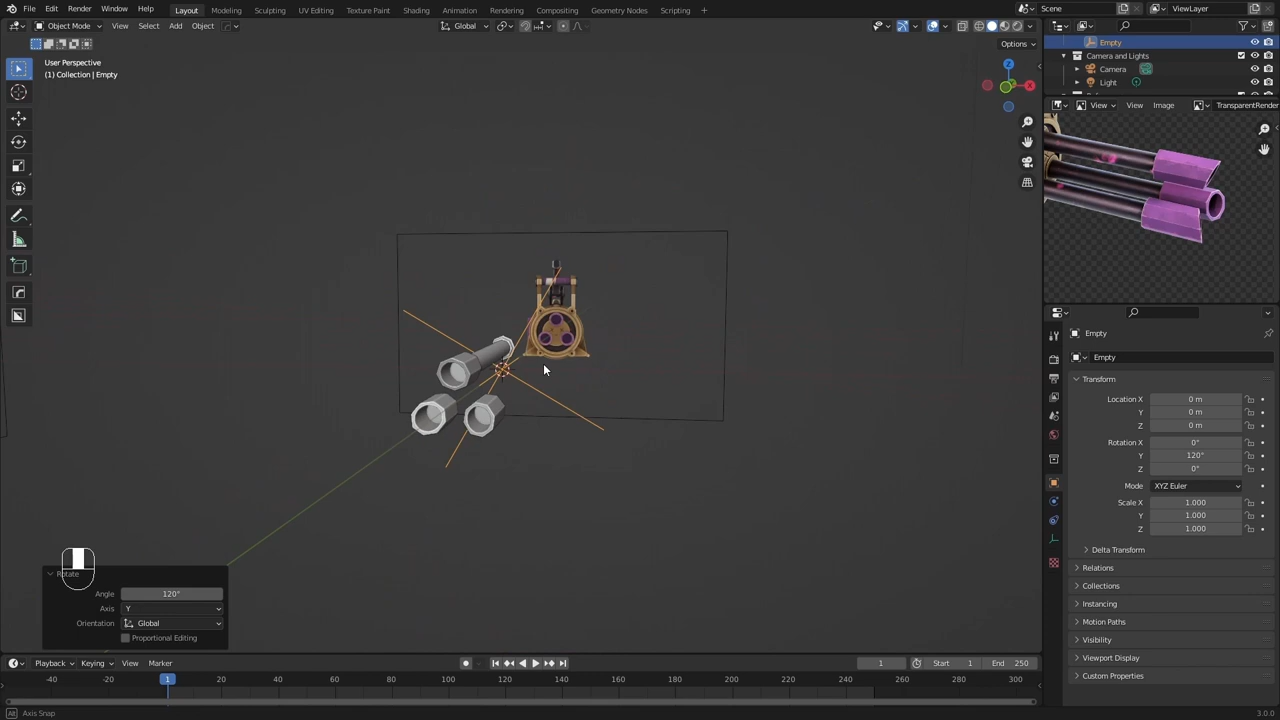 File Edit Render Window Help Layout Modeling Sculpting UV Editing Texture Paint Shading Animation Rendering Compositing Geometry Nodes Scripting + Scene ViewLayer
Object Mode View Select Add Object Global
Options
User Perspective
(1) Collection | Empty
Z
X
Empty
Camera and Lights
Camera
Light
View View Image TransparentRender
Empty
Empty
Transform
Location X 0 m
Y 0 m
Z 0 m
Rotation X 0°
Y 120°
Z 0°
Mode XYZ Euler
Scale X 1.000
Y 1.000
Z 1.000
Delta Transform
Relations
Collections
Instancing
Motion Paths
Visibility
Viewport Display
Custom Properties
Rotate
Angle 120°
Axis Y
Orientation Global
Proportional Editing
Playback Keying View Marker 1 Start 1 End 250
-40 -20 1 20 40 60 80 100 120 140 160 180 200 220 240 260 280 300
Axis Snap 3.0.0